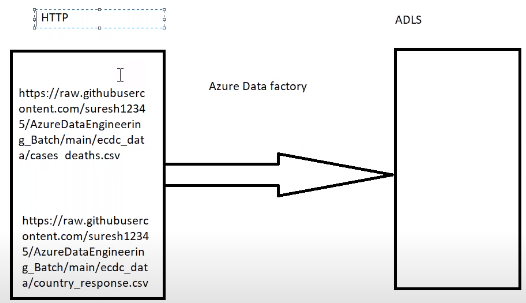 HTTP
ADLS
Azure Data factory
https://raw.githubuserc
ontent.com/suresh1234
5/AzureDataEngineerin
g_Batch/main/ecdc_dat
a/cases_deaths.csv
https://raw.githubuserc
ontent.com/suresh1234
5/AzureDataEngineerin
g_Batch/main/ecdc_dat
a/country_response.csv